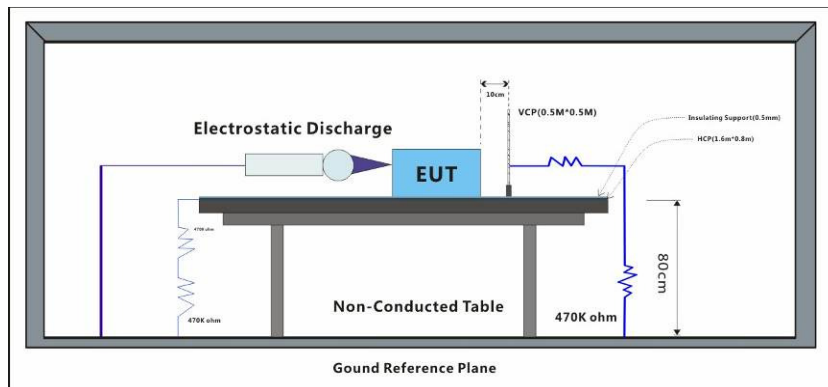 10cm
VCP(0.5M*0.5M)
Insulating Support(0.5mm)
HCP(1.6m*0.8m)
Electrostatic Discharge
EUT
470K ohm
80cm
Non-Conducted Table
470K ohm
470K ohm
Gound Reference Plane